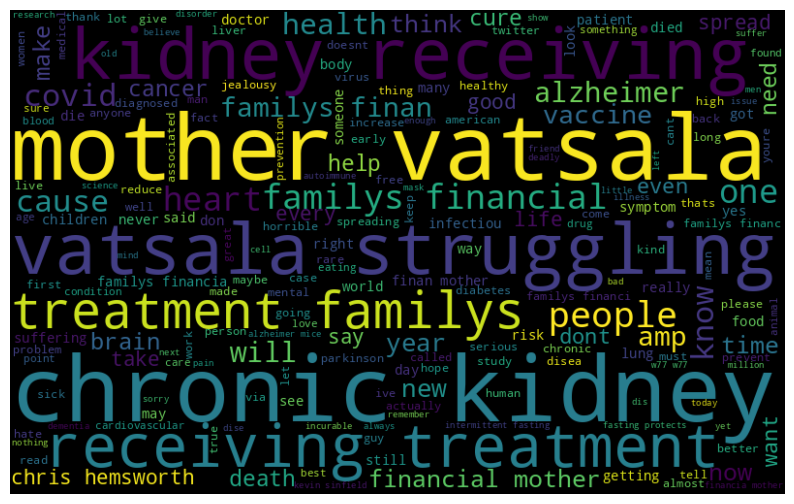 research disorder thank lot give doctor health think cure twitter patient something show died look suffer spread
women medical make old believe kidney receiving liver body doesnt found need
covid cancer jealousy virus thing many healthy men alzheimer
sure die anyone diagnosed man familys finan someone good high issue got back
blood associated fact increase american vaccine cant long youre
mother vatsala
prevention enough early friend deadly left
live science reduce autoimmune help free mask keep little illness thats
cause heart familys financial even one
age children never well said don every spreading infectiou life come drug symptom yes familys financ
great horrible right way kind mean
vatsala struggling
mind cell rare eating
first familys financia maybe case world finan mother diabetes really please
condition made mental going love familys financi bad food animal
treatment familys people know
suffering problem point brain work person care alzheimer mice say parkinson year called risk dont amp time
take next pain will let day hope lung must prevent
sick chronic serious study disea w77 w77 million
chronic kidney
sorry via see ive new human dis today
may cardiovascular actually remember
dementia incurable always intermittent fasting fasting protects yet
hate nothing true dise guy want
receiving treatment
read still better
chris hemsworth death best kevin sinfield financial mother getting tell almost now financia mother